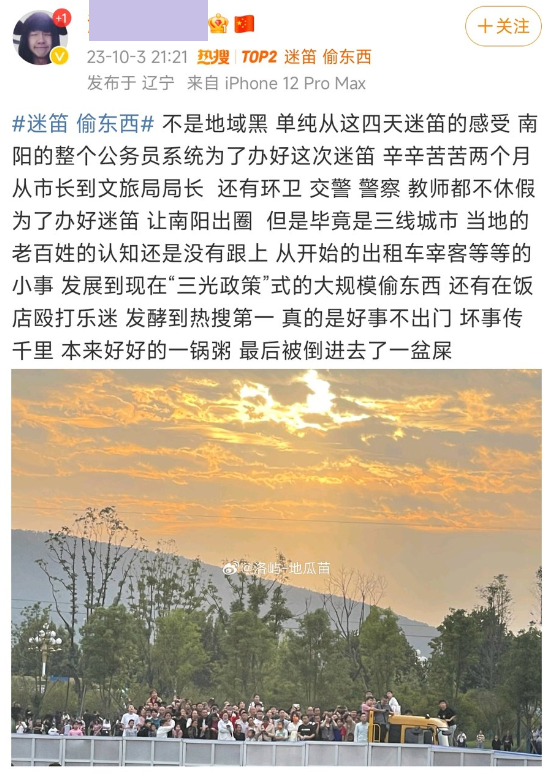 +1
23-10-3 21:21 热搜 TOP2 迷笛 偷东西
+关注
发布于 辽宁 来自 iPhone 12 Pro Max
#迷笛 偷东西# 不是地域黑 单纯从这四天迷笛的感受 南
阳的整个公务员系统为了办好这次迷笛 辛辛苦苦两个月
从市长到文旅局局长 还有环卫 交警 警察 教师都不休假
为了办好迷笛 让南阳出圈 但是毕竟是三线城市 当地的
老百姓的认知还是没有跟上 从开始的出租车宰客等等的
小事 发展到现在“三光政策”式的大规模偷东西 还有在饭
店殴打乐迷 发酵到热搜第一 真的是好事不出门 坏事传
千里 本来好好的一锅粥 最后被倒进去了一盆屎
@洛屿-地瓜苗